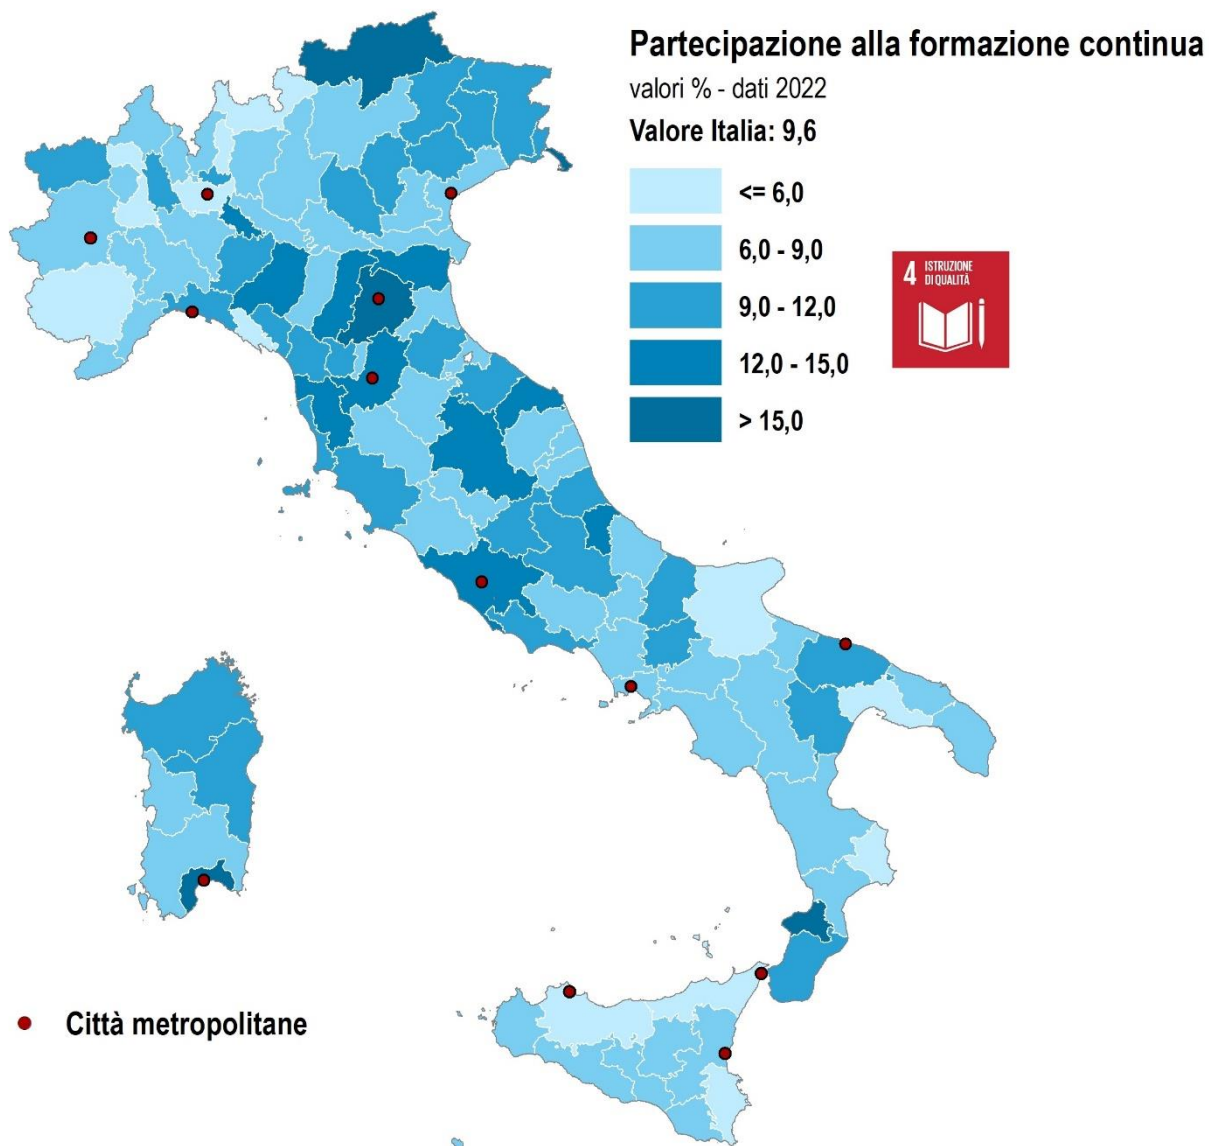 Partecipazione alla formazione continua
valori % - dati 2022
Valore Italia: 9,6
<= 6,0
6,0 - 9,0
9,0 - 12,0
12,0 - 15,0
> 15,0
4 ISTRUZIONE
DI QUALITÀ
Città metropolitane